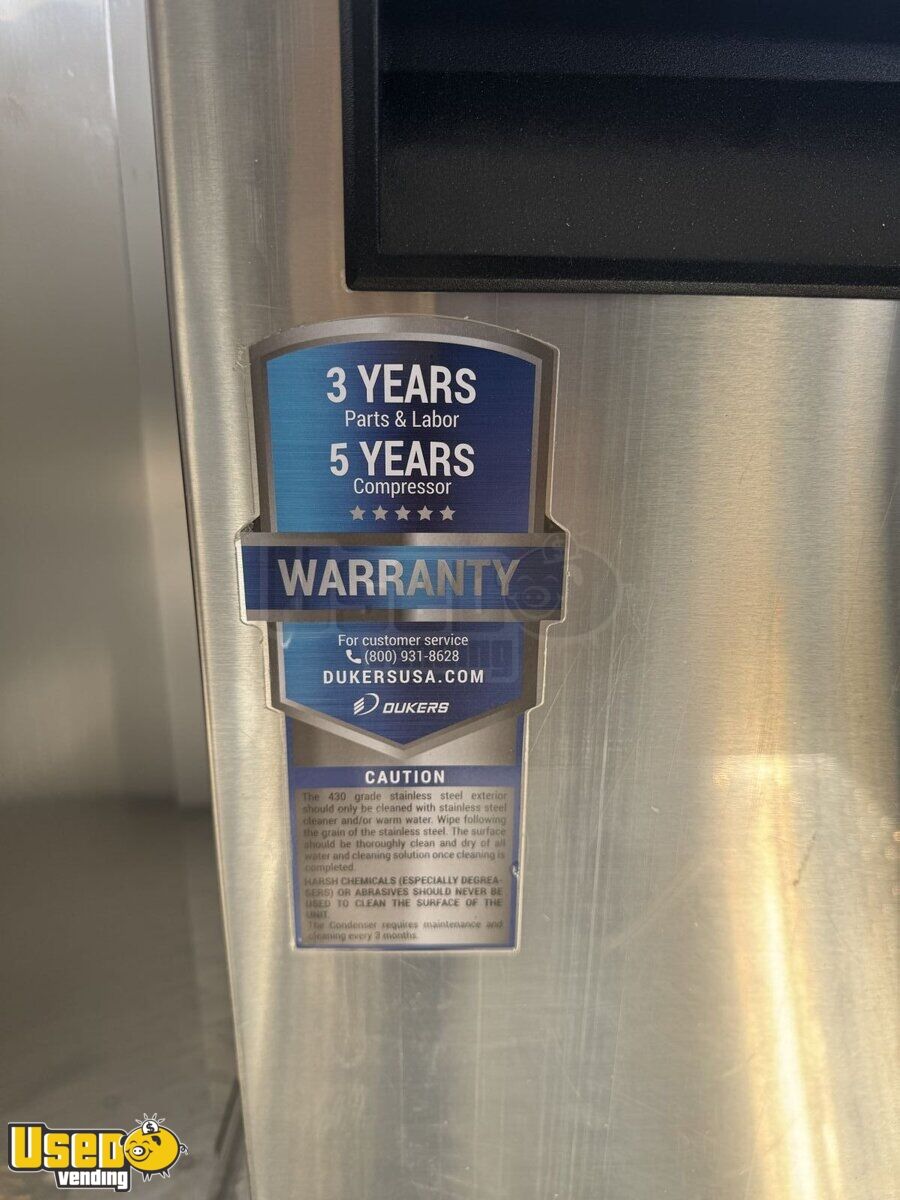 3 YEARS
Parts & Labor
5 YEARS
Compressor
WARRANTY
For customer service
(800) 931-8628
DUKERSUSA.COM
DUKERS
CAUTION
The 430 grade stainless steel exterior
should only be cleaned with stainless steel
cleaner and/or warm water. Wipe following
the grain of the stainless steel. The surface
should be thoroughly clean and dry of all
water and cleaning solution once cleaning is
completed.
HARSH CHEMICALS (ESPECIALLY DEGREA-
SERS) OR ABRASIVES SHOULD NEVER BE
USED TO CLEAN THE SURFACE OF THE
UNIT.
The Condenser requires maintenance and
cleaning every 3 months.
USED
vending